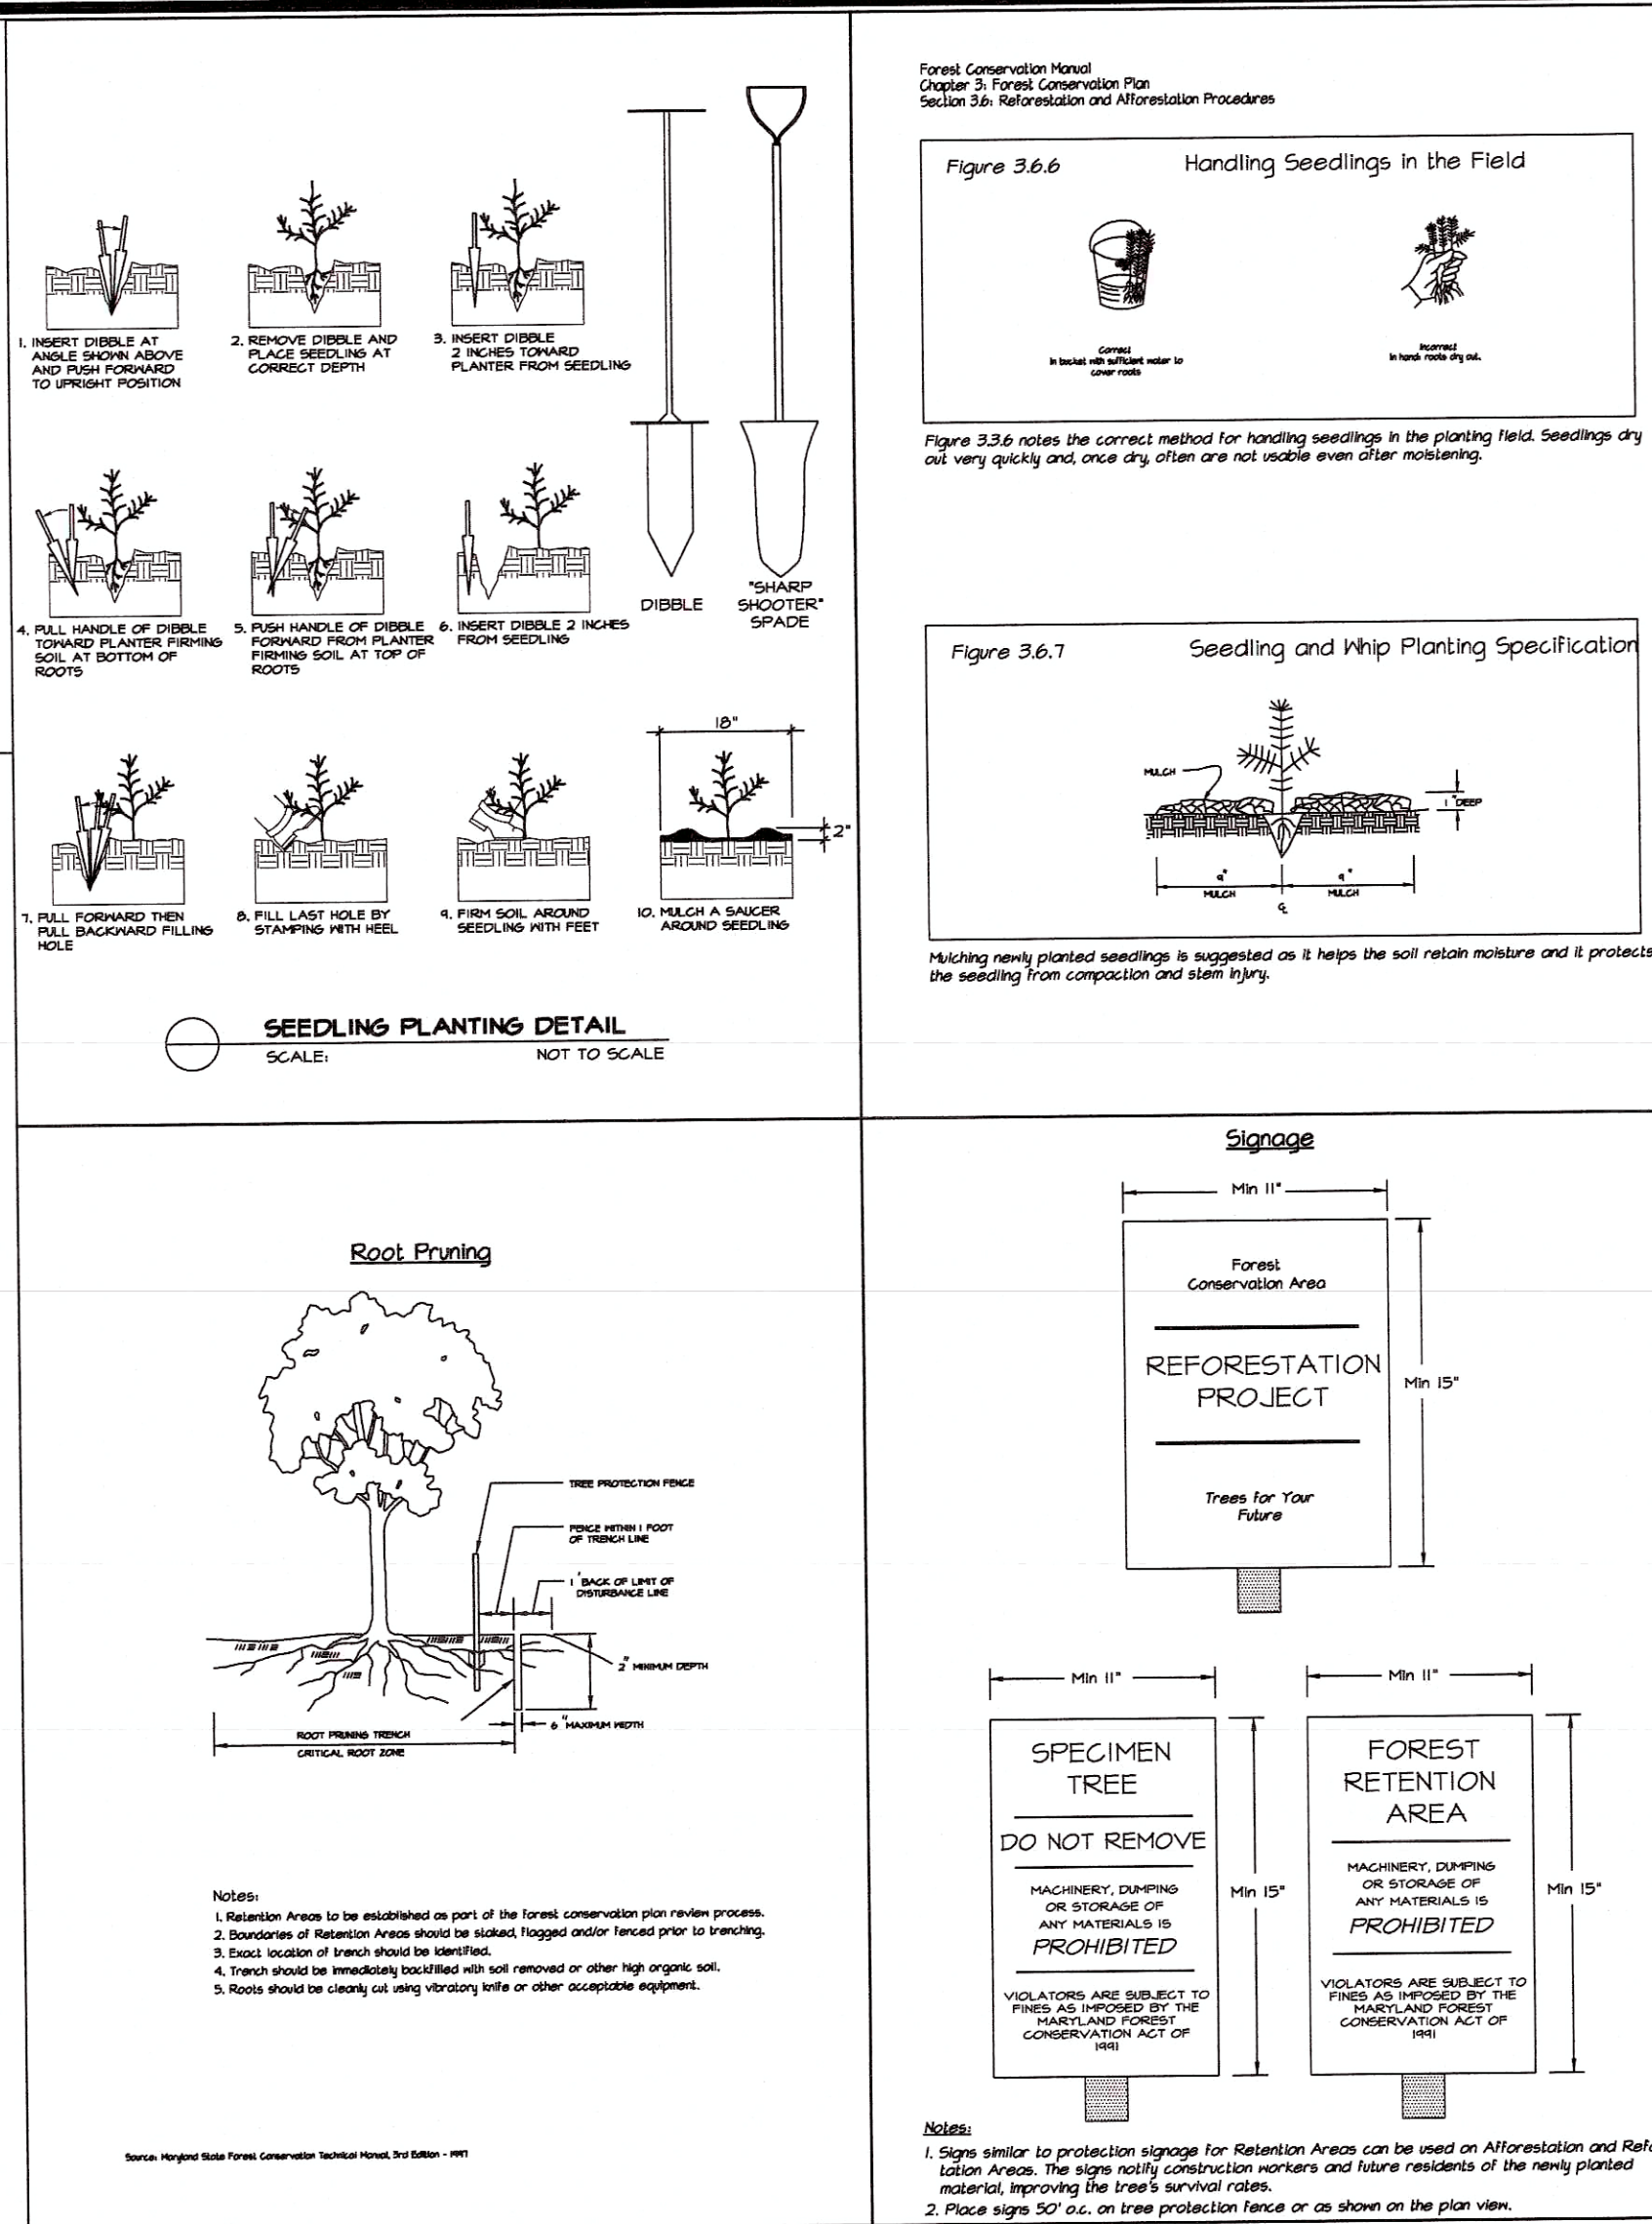 1. INSERT DIBBLE AT
ANGLE SHOWN ABOVE
AND PUSH FORWARD
TO UPRIGHT POSITION
2. REMOVE DIBBLE AND
PLACE SEEDLING AT
CORRECT DEPTH
3. INSERT DIBBLE
2 INCHES TOWARD
PLANTER FROM SEEDLING
4. PULL HANDLE OF DIBBLE
TOWARD PLANTER FIRMING
SOIL AT BOTTOM OF
ROOTS
5. PUSH HANDLE OF DIBBLE
FORWARD FROM PLANTER
FIRMING SOIL AT TOP OF
ROOTS
6. INSERT DIBBLE 2 INCHES
FROM SEEDLING
DIBBLE
"SHARP
SHOOTER"
SPADE
7. PULL FORWARD THEN
PULL BACKWARD FILLING
HOLE
8. FILL LAST HOLE BY
STAMPING WITH HEEL
9. FIRM SOIL AROUND
SEEDLING WITH FEET
18"
2"
10. MULCH A SAUCER
AROUND SEEDLING
SEEDLING PLANTING DETAIL
SCALE: NOT TO SCALE
Forest Conservation Manual
Chapter 3: Forest Conservation Plan
Section 3.6: Reforestation and Afforestation Procedures
Figure 3.6.6 Handling Seedlings in the Field
Correct
In bucket with sufficient water to
cover roots
Incorrect
In hand: roots dry out.
Figure 3.3.6 notes the correct method for handling seedlings in the planting field. Seedlings dry
out very quickly and, once dry, often are not usable even after moistening.
Figure 3.6.7 Seedling and Whip Planting Specification
MULCH
1" DEEP
9" 9"
MULCH MULCH
℄
Mulching newly planted seedlings is suggested as it helps the soil retain moisture and it protects
the seedling from compaction and stem injury.
Root Pruning
TREE PROTECTION FENCE
FENCE WITHIN 1 FOOT
OF TRENCH LINE
1' BACK OF LIMIT OF
DISTURBANCE LINE
2" MINIMUM DEPTH
6" MAXIMUM WIDTH
ROOT PRUNING TRENCH
CRITICAL ROOT ZONE
Notes:
1. Retention Areas to be established as part of the forest conservation plan review process.
2. Boundaries of Retention Areas should be staked, flagged and/or fenced prior to trenching.
3. Exact location of trench should be identified.
4. Trench should be immediately backfilled with soil removed or other high organic soil.
5. Roots should be cleanly cut using vibratory knife or other acceptable equipment.
Source: Maryland State Forest Conservation Technical Manual, 3rd Edition - 1997
Signage
Min 11"
Forest
Conservation Area
REFORESTATION
PROJECT
Min 15"
Trees for Your
Future
Min 11"
SPECIMEN
TREE
DO NOT REMOVE
MACHINERY, DUMPING
OR STORAGE OF
ANY MATERIALS IS
PROHIBITED
VIOLATORS ARE SUBJECT TO
FINES AS IMPOSED BY THE
MARYLAND FOREST
CONSERVATION ACT OF
1991
Min 15"
Min 11"
FOREST
RETENTION
AREA
MACHINERY, DUMPING
OR STORAGE OF
ANY MATERIALS IS
PROHIBITED
VIOLATORS ARE SUBJECT TO
FINES AS IMPOSED BY THE
MARYLAND FOREST
CONSERVATION ACT OF
1991
Min 15"
Notes:
1. Signs similar to protection signage for Retention Areas can be used on Afforestation and Refo
tation Areas. The signs notify construction workers and future residents of the newly planted
material, improving the tree's survival rates.
2. Place signs 50' o.c. on tree protection fence or as shown on the plan view.